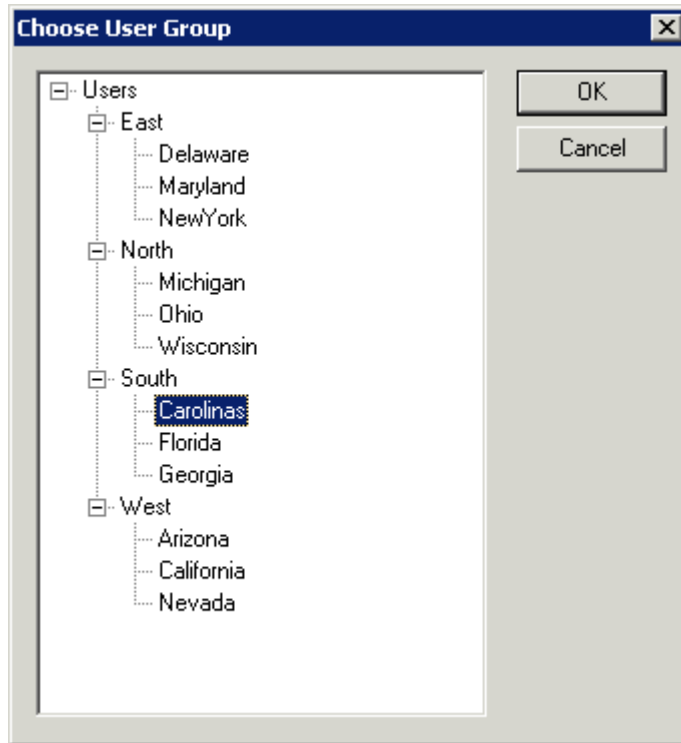 Choose User Group
Users
East
Delaware
Maryland
NewYork
North
Michigan
Ohio
Wisconsin
South
Carolinas
Florida
Georgia
West
Arizona
California
Nevada
OK
Cancel